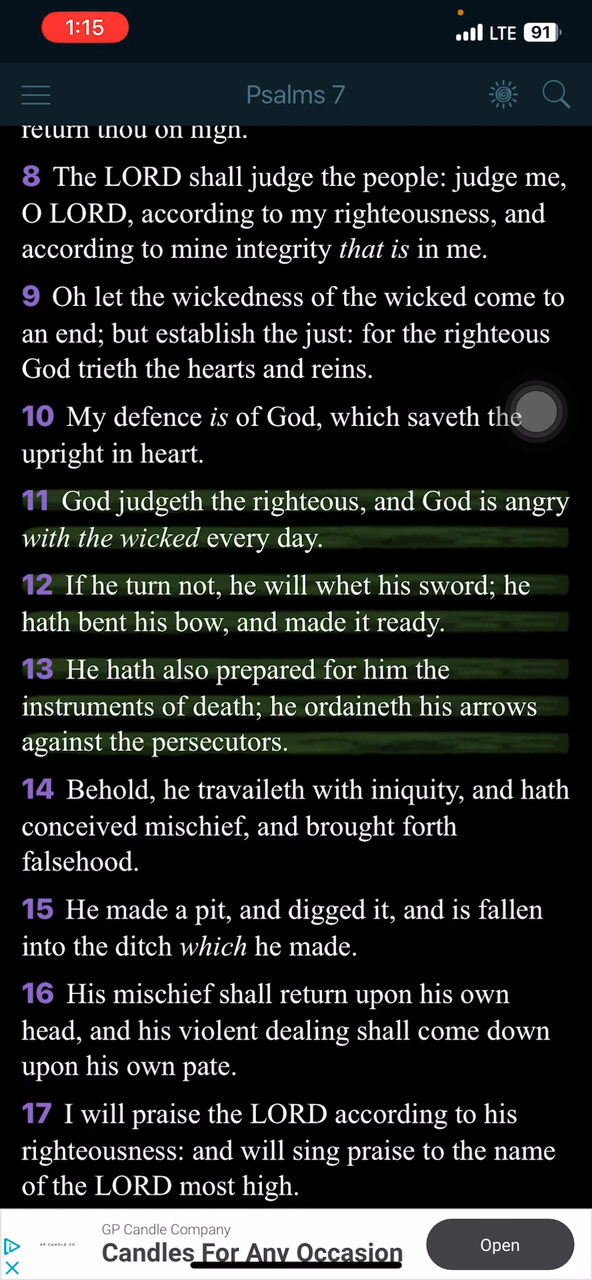 1:15
LTE 91
Psalms 7
return thou on high.
8 The LORD shall judge the people: judge me,
O LORD, according to my righteousness, and
according to mine integrity that is in me.
9 Oh let the wickedness of the wicked come to
an end; but establish the just: for the righteous
God trieth the hearts and reins.
10 My defence is of God, which saveth the
upright in heart.
11 God judgeth the righteous, and God is angry
with the wicked every day.
12 If he turn not, he will whet his sword; he
hath bent his bow, and made it ready.
13 He hath also prepared for him the
instruments of death; he ordaineth his arrows
against the persecutors.
14 Behold, he travaileth with iniquity, and hath
conceived mischief, and brought forth
falsehood.
15 He made a pit, and digged it, and is fallen
into the ditch which he made.
16 His mischief shall return upon his own
head, and his violent dealing shall come down
upon his own pate.
17 I will praise the LORD according to his
righteousness: and will sing praise to the name
of the LORD most high.
GP Candle Company
GP CANDLE CO.
Candles For Any Occasion
Open